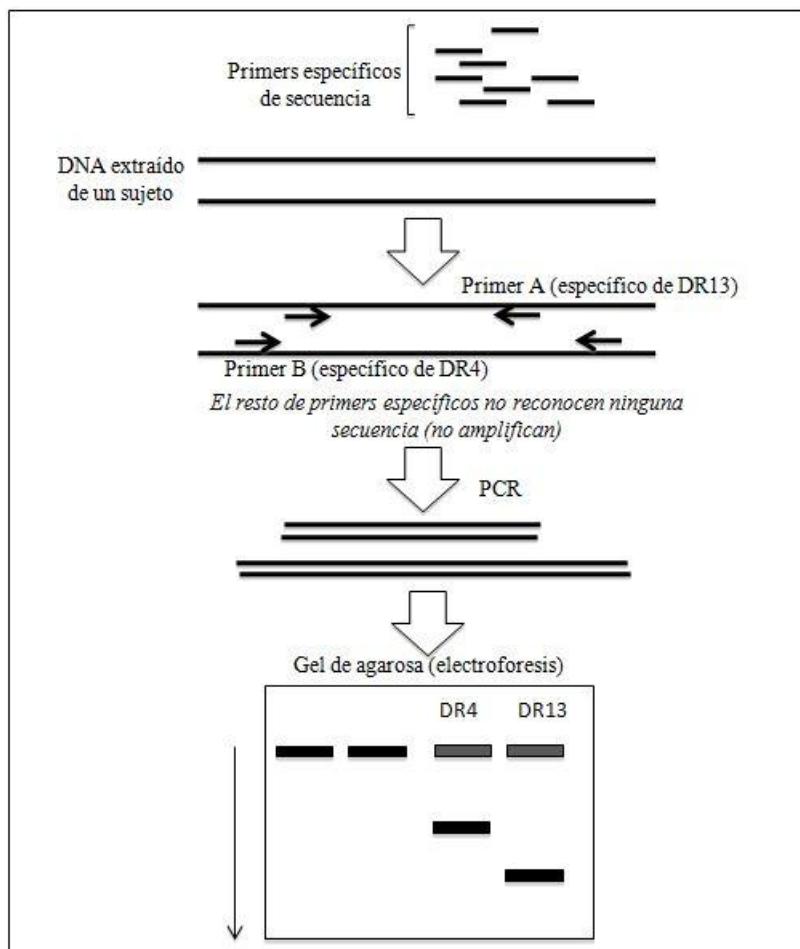 Primers específicos
de secuencia
DNA extraído
de un sujeto
Primer A (específico de DR13)
Primer B (específico de DR4)
El resto de primers específicos no reconocen ninguna
secuencia (no amplifican)
PCR
Gel de agarosa (electroforesis)
DR4 DR13